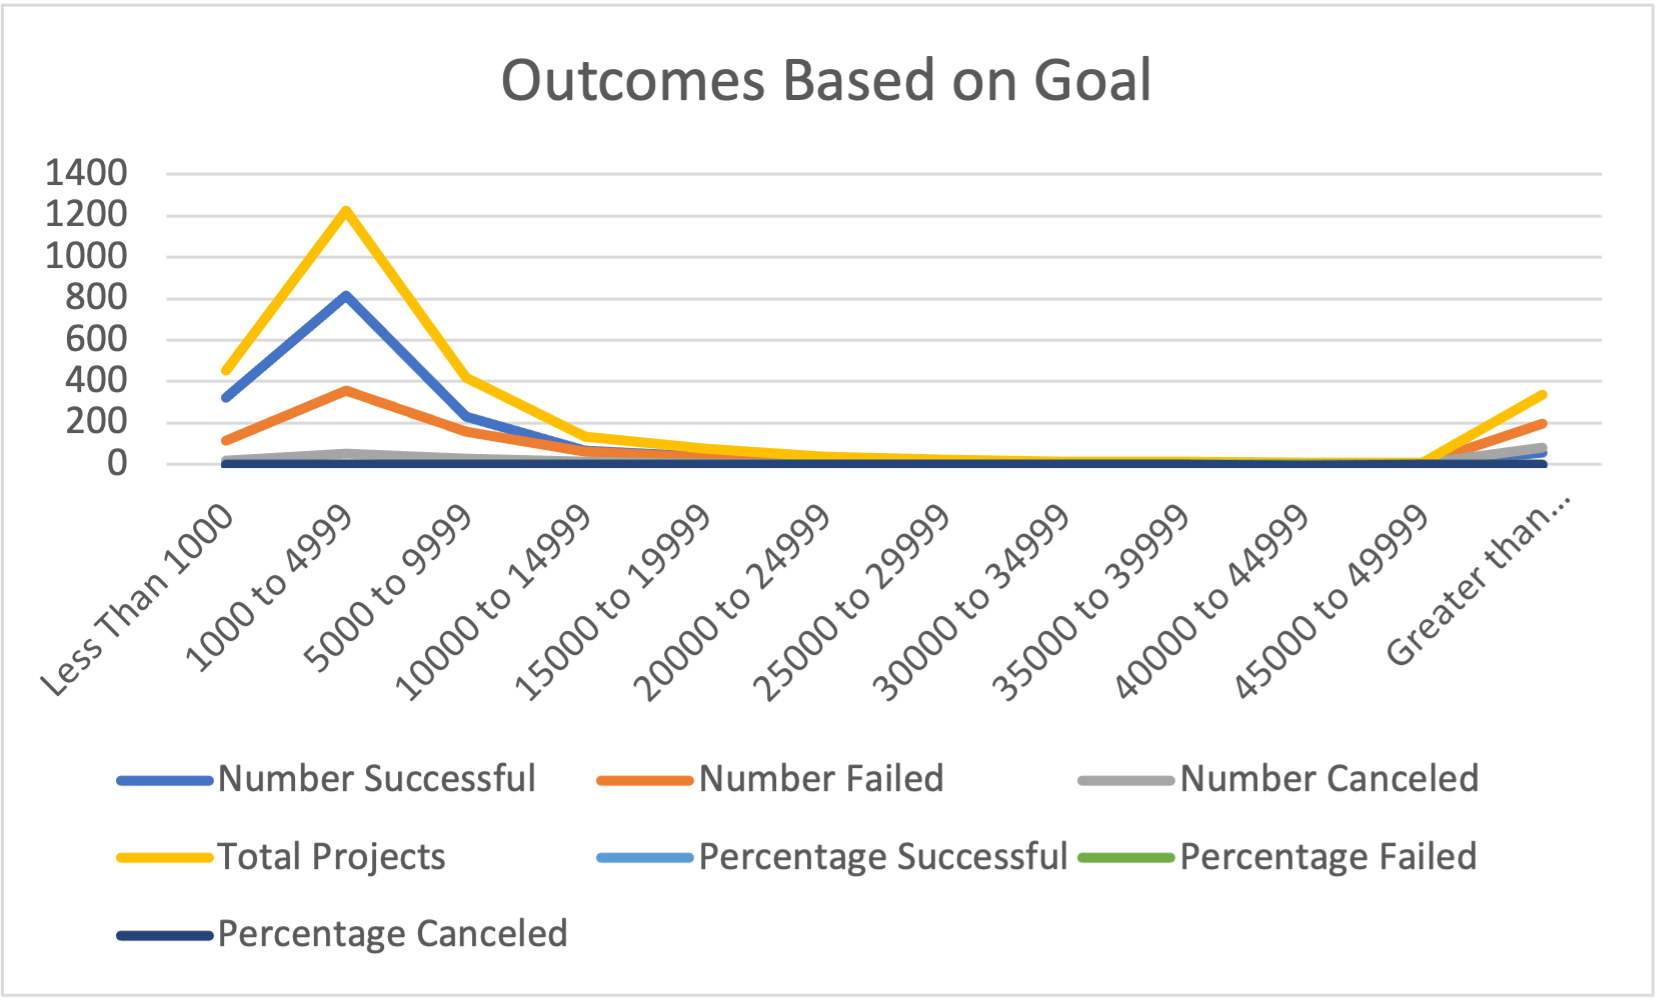 Outcomes Based on Goal
1400
1200
1000
800
600
400
200
0
Less Than 1000
1000 to 4999
5000 to 9999
10000 to 14999
15000 to 19999
20000 to 24999
25000 to 29999
30000 to 34999
35000 to 39999
40000 to 44999
45000 to 49999
Greater than...
Number Successful
Number Failed
Number Canceled
Total Projects
Percentage Successful
Percentage Failed
Percentage Canceled